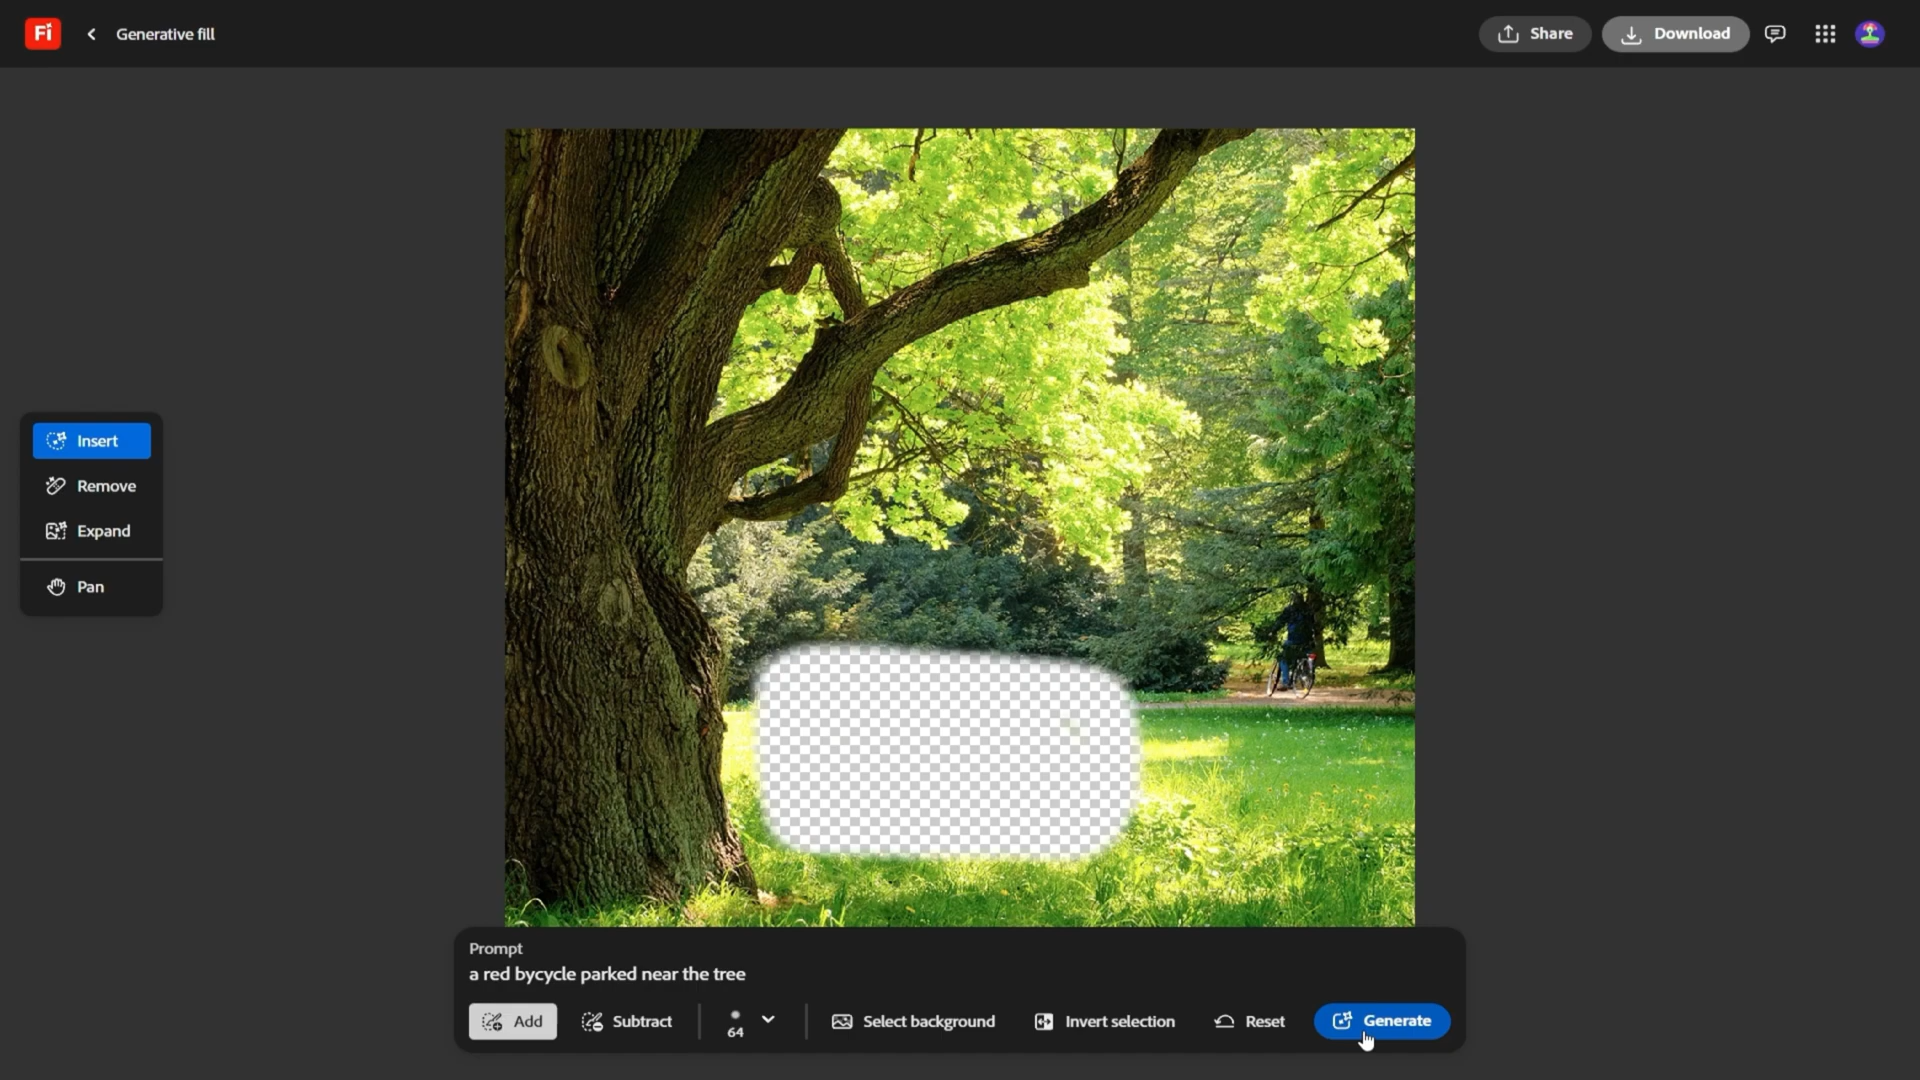 Fi
Generative fill
Share
Download
Insert
Remove
Expand
Pan
Prompt
a red bycycle parked near the tree
Add
Subtract
64
Select background
Invert selection
Reset
Generate